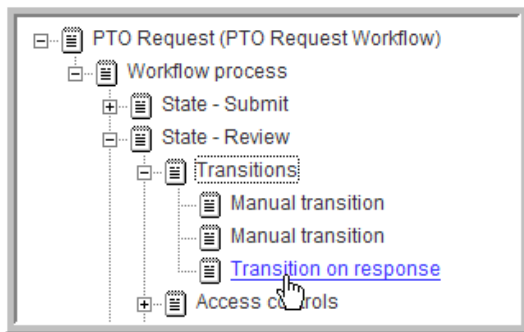 PTO Request (PTO Request Workflow)
Workflow process
State - Submit
State - Review
Transitions
Manual transition
Manual transition
Transition on response
Access controls